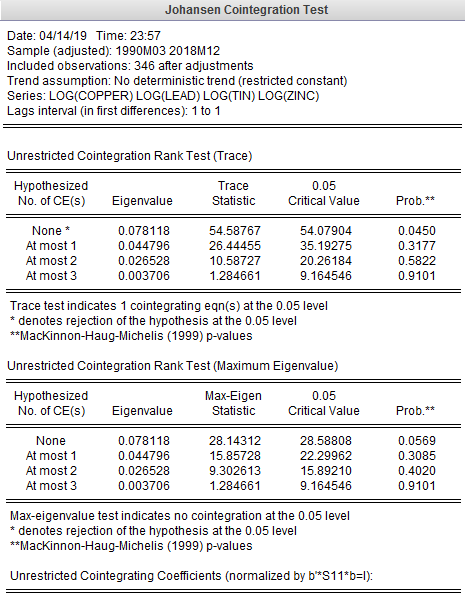 Johansen Cointegration Test
Date: 04/14/19 Time: 23:57
Sample (adjusted): 1990M03 2018M12
Included observations: 346 after adjustments
Trend assumption: No deterministic trend (restricted constant)
Series: LOG(COPPER) LOG(LEAD) LOG(TIN) LOG(ZINC)
Lags interval (in first differences): 1 to 1
Unrestricted Cointegration Rank Test (Trace)
Hypothesized Trace 0.05
No. of CE(s) Eigenvalue Statistic Critical Value Prob.**
None * 0.078118 54.58767 54.07904 0.0450
At most 1 0.044796 26.44455 35.19275 0.3177
At most 2 0.026528 10.58727 20.26184 0.5822
At most 3 0.003706 1.284661 9.164546 0.9101
Trace test indicates 1 cointegrating eqn(s) at the 0.05 level
* denotes rejection of the hypothesis at the 0.05 level
**MacKinnon-Haug-Michelis (1999) p-values
Unrestricted Cointegration Rank Test (Maximum Eigenvalue)
Hypothesized Max-Eigen 0.05
No. of CE(s) Eigenvalue Statistic Critical Value Prob.**
None 0.078118 28.14312 28.58808 0.0569
At most 1 0.044796 15.85728 22.29962 0.3085
At most 2 0.026528 9.302613 15.89210 0.4020
At most 3 0.003706 1.284661 9.164546 0.9101
Max-eigenvalue test indicates no cointegration at the 0.05 level
* denotes rejection of the hypothesis at the 0.05 level
**MacKinnon-Haug-Michelis (1999) p-values
Unrestricted Cointegrating Coefficients (normalized by b'*S11*b=I):